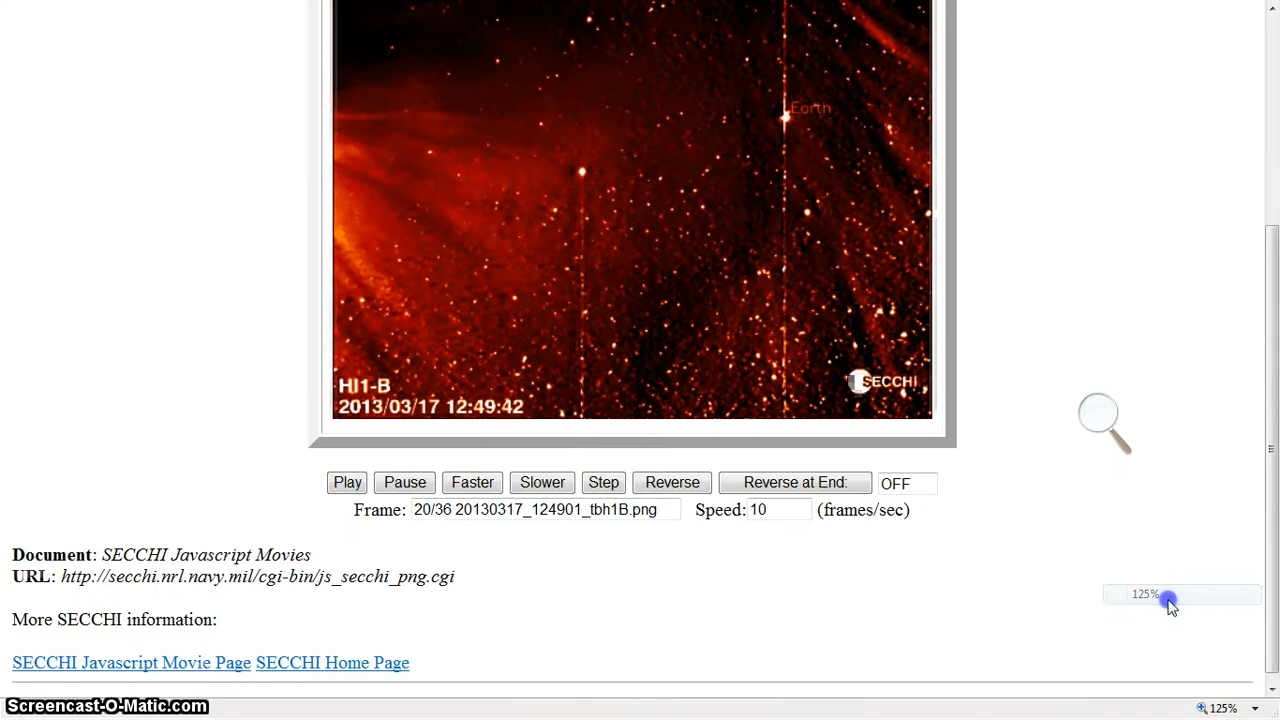 Earth
HI1-B
SECCHI
2013/03/17 12:49:42
Play Pause Faster Slower Step Reverse Reverse at End: OFF
Frame: 20/36 20130317_124901_tbh1B.png Speed: 10 (frames/sec)
Document: SECCHI Javascript Movies
URL: http://secchi.nrl.navy.mil/cgi-bin/js_secchi_png.cgi
125%
More SECCHI information:
SECCHI Javascript Movie Page SECCHI Home Page
Screencast-O-Matic.com
125%